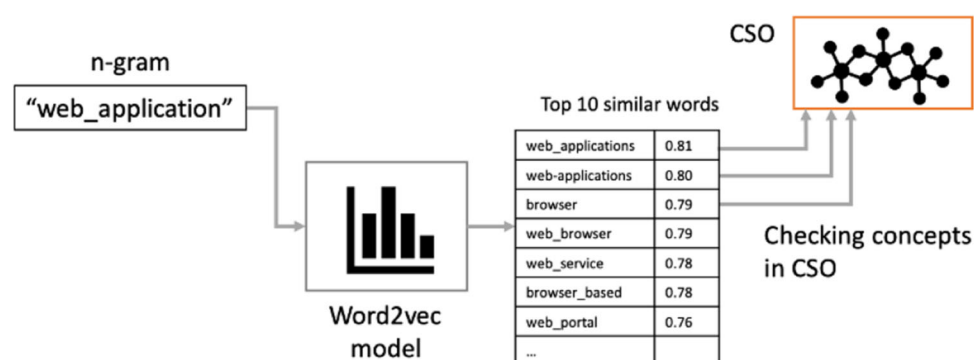 n-gram
“web_application”
Word2vec
model
Top 10 similar words
web_applications 0.81
web-applications 0.80
browser 0.79
web_browser 0.79
web_service 0.78
browser_based 0.78
web_portal 0.76
...
CSO
Checking concepts
in CSO